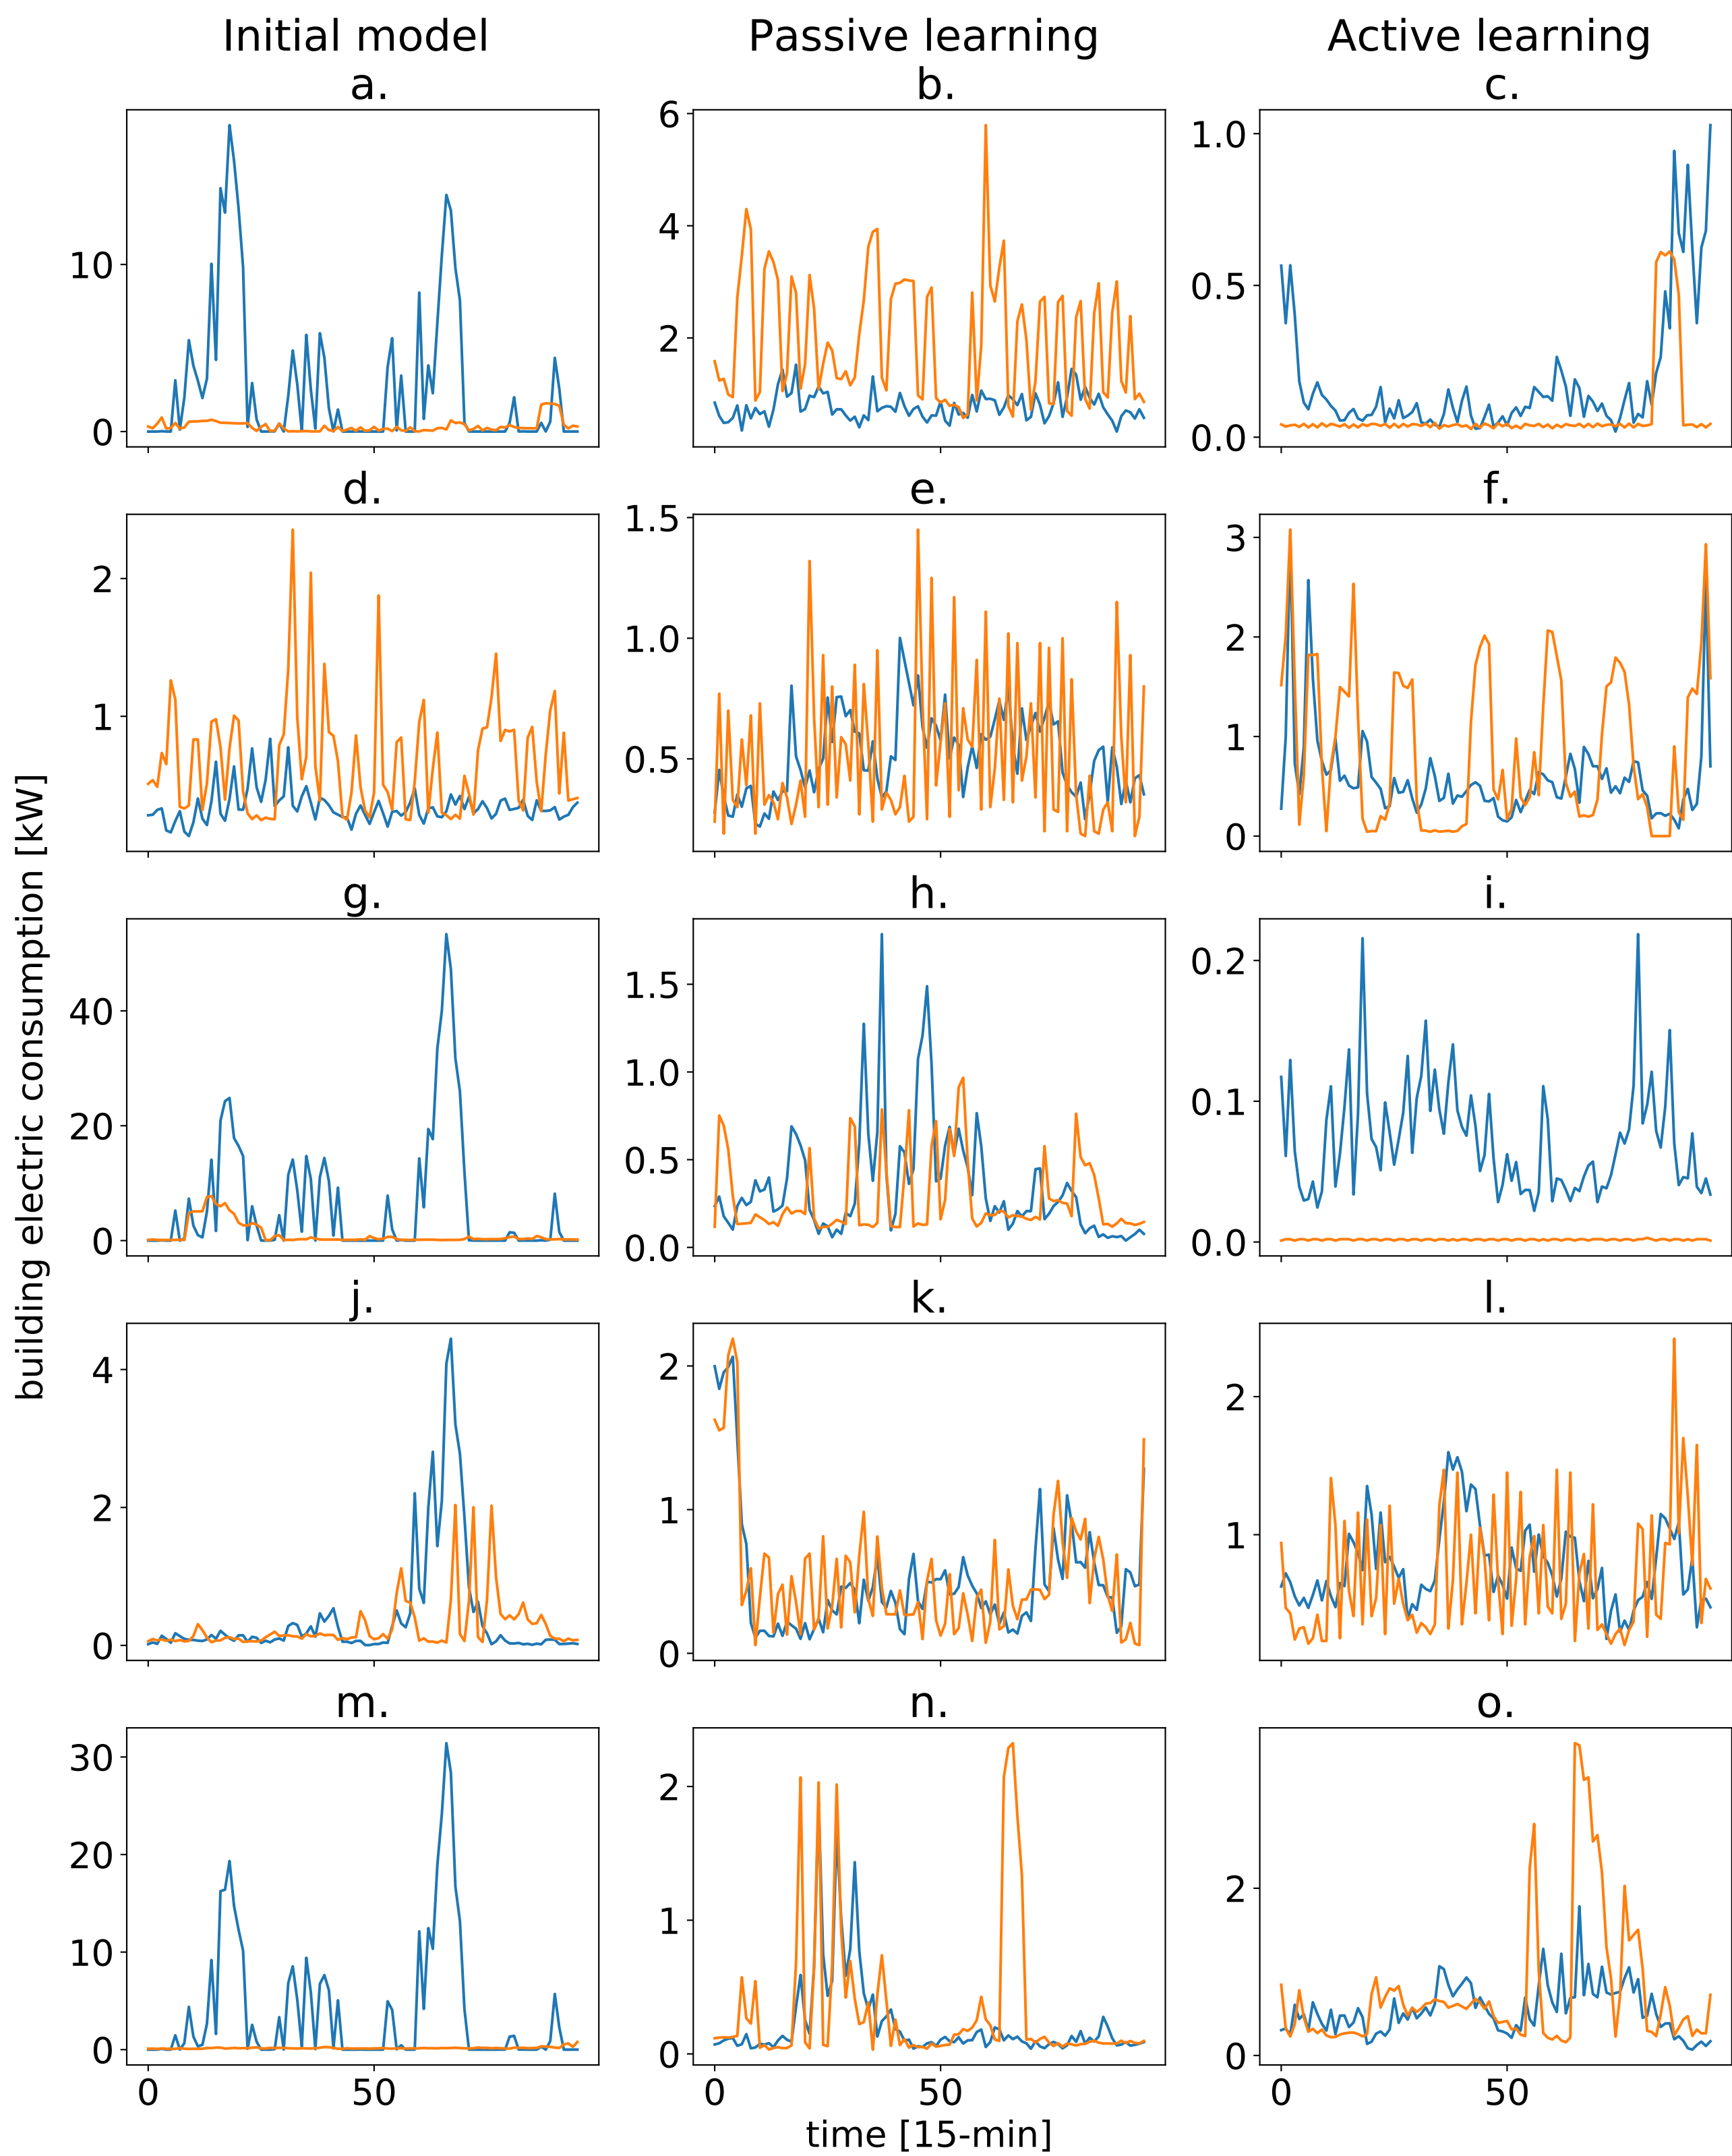 Initial model
Passive learning
Active learning
a.
b.
c.
10
0
6
4
2
1.0
0.5
0.0
d.
e.
f.
2
1
1.5
1.0
0.5
3
2
1
0
g.
h.
i.
40
20
0
1.5
1.0
0.5
0.0
0.2
0.1
0.0
j.
k.
l.
4
2
0
2
1
0
2
1
m.
n.
o.
30
20
10
0
2
1
0
2
0
0
50
0
50
0
50
time [15-min]
building electric consumption [kW]